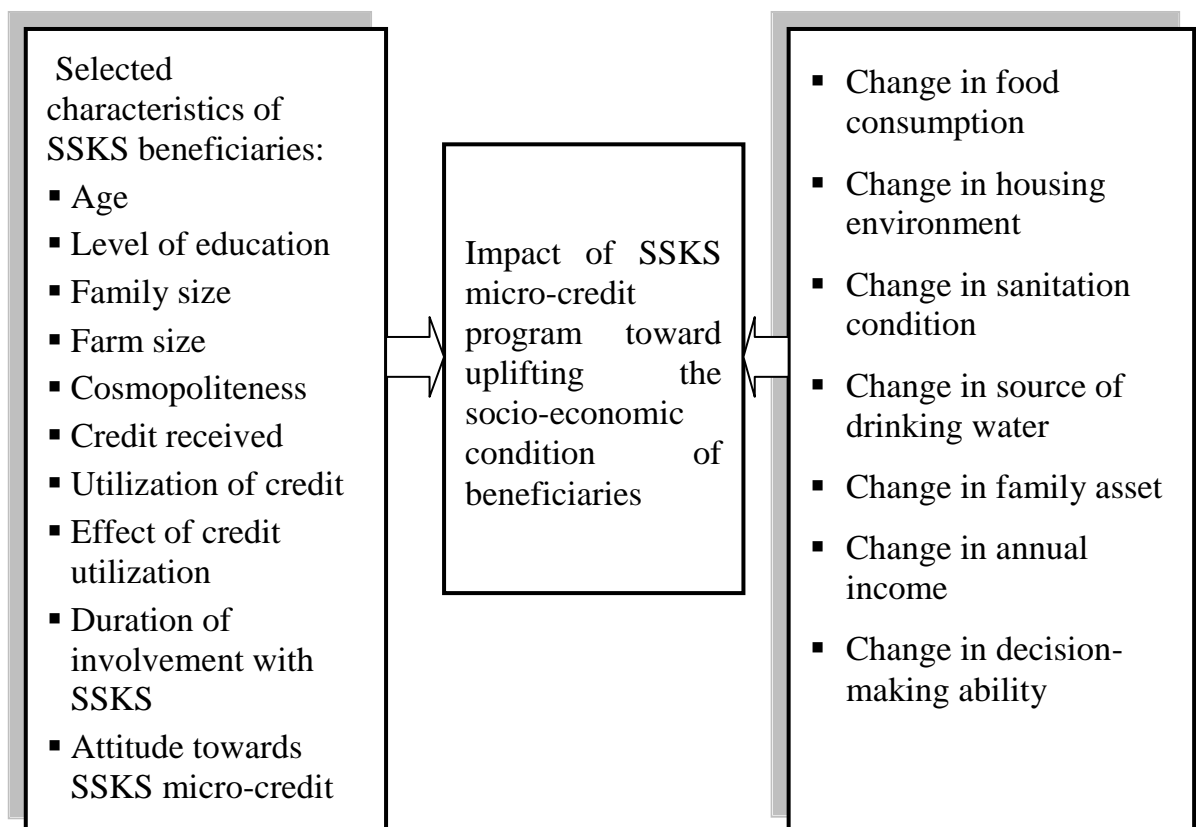 Selected
characteristics of
SSKS beneficiaries:
▪ Age
▪ Level of education
▪ Family size
▪ Farm size
▪ Cosmopoliteness
▪ Credit received
▪ Utilization of credit
▪ Effect of credit
utilization
▪ Duration of
involvement with
SSKS
▪ Attitude towards
SSKS micro-credit
Impact of SSKS
micro-credit
program toward
uplifting the
socio-economic
condition of
beneficiaries
▪ Change in food
consumption
▪ Change in housing
environment
▪ Change in sanitation
condition
▪ Change in source of
drinking water
▪ Change in family asset
▪ Change in annual
income
▪ Change in decision-
making ability